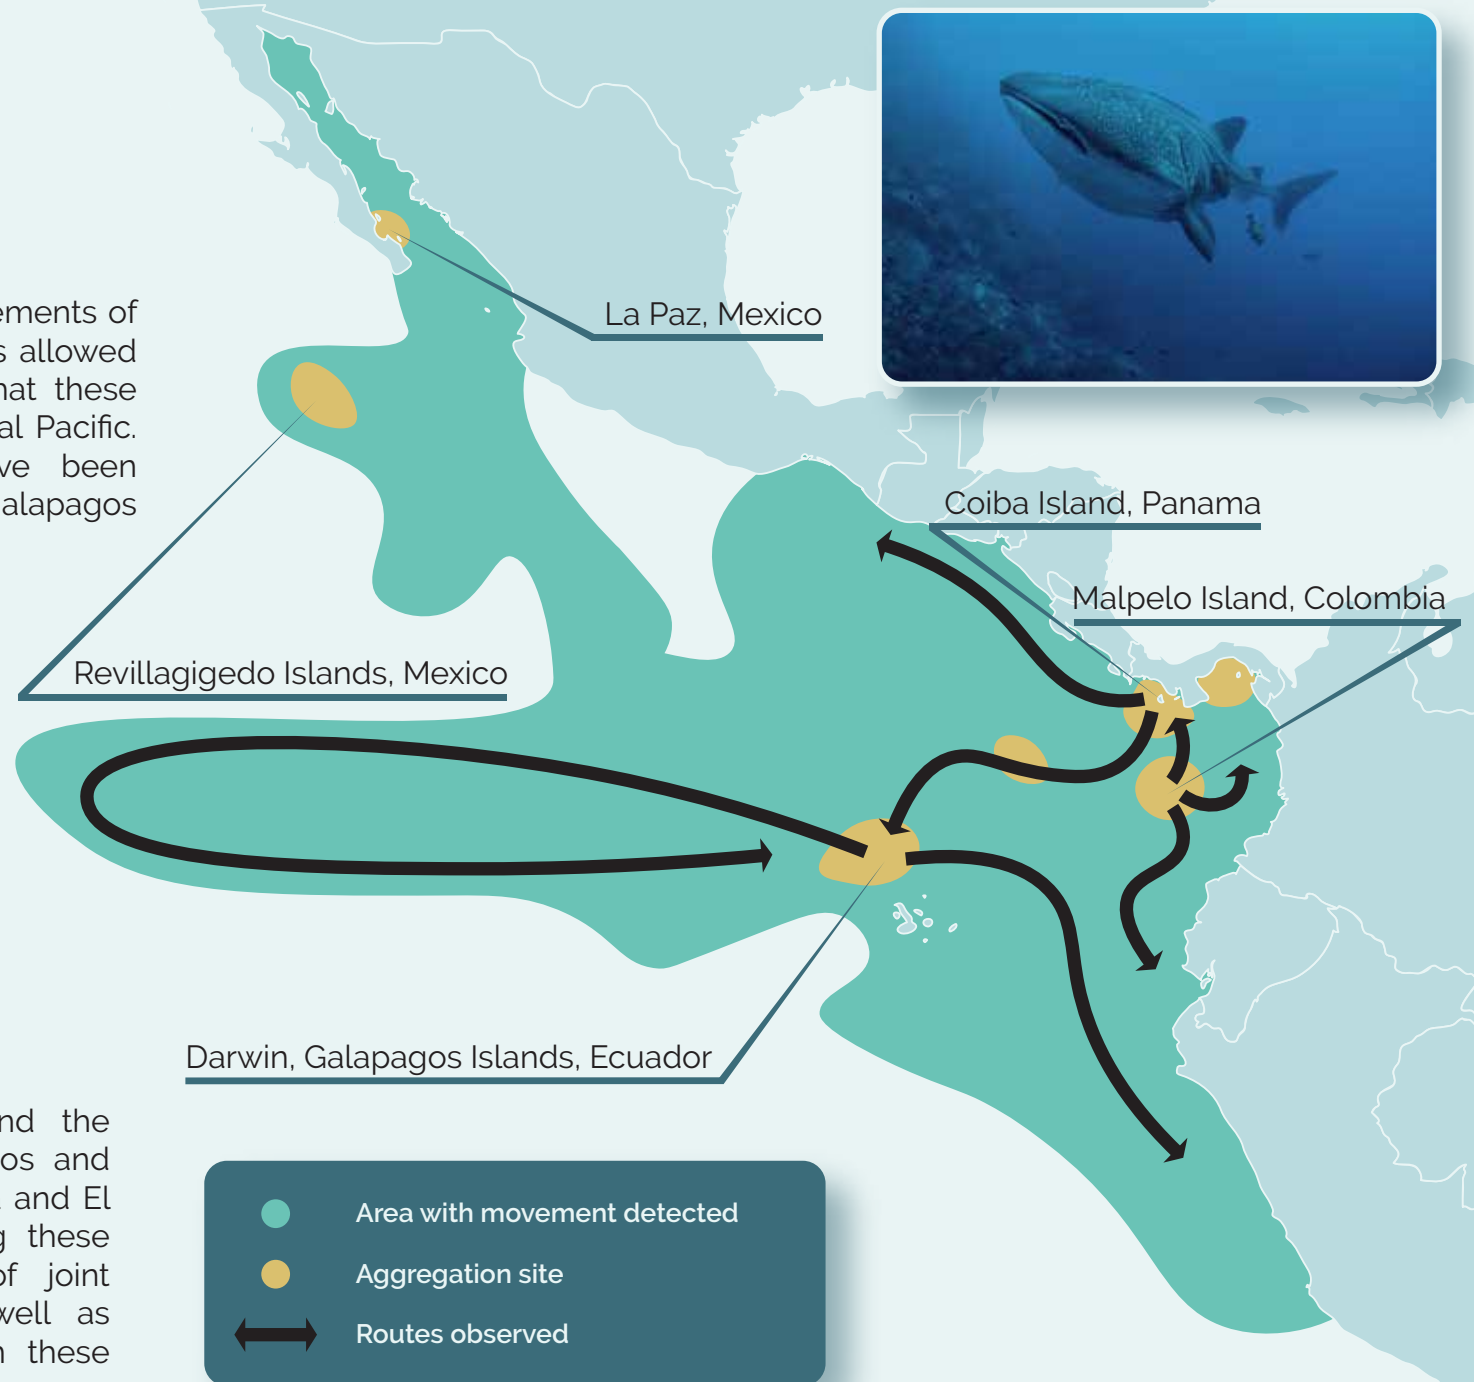 ements of
s allowed
hat these
al Pacific.
ve been
alapagos
La Paz, Mexico
Coiba Island, Panama
Malpelo Island, Colombia
Revillagigedo Islands, Mexico
Darwin, Galapagos Islands, Ecuador
nd the
os and
and El
g these
of joint
well as
n these
Area with movement detected
Aggregation site
Routes observed